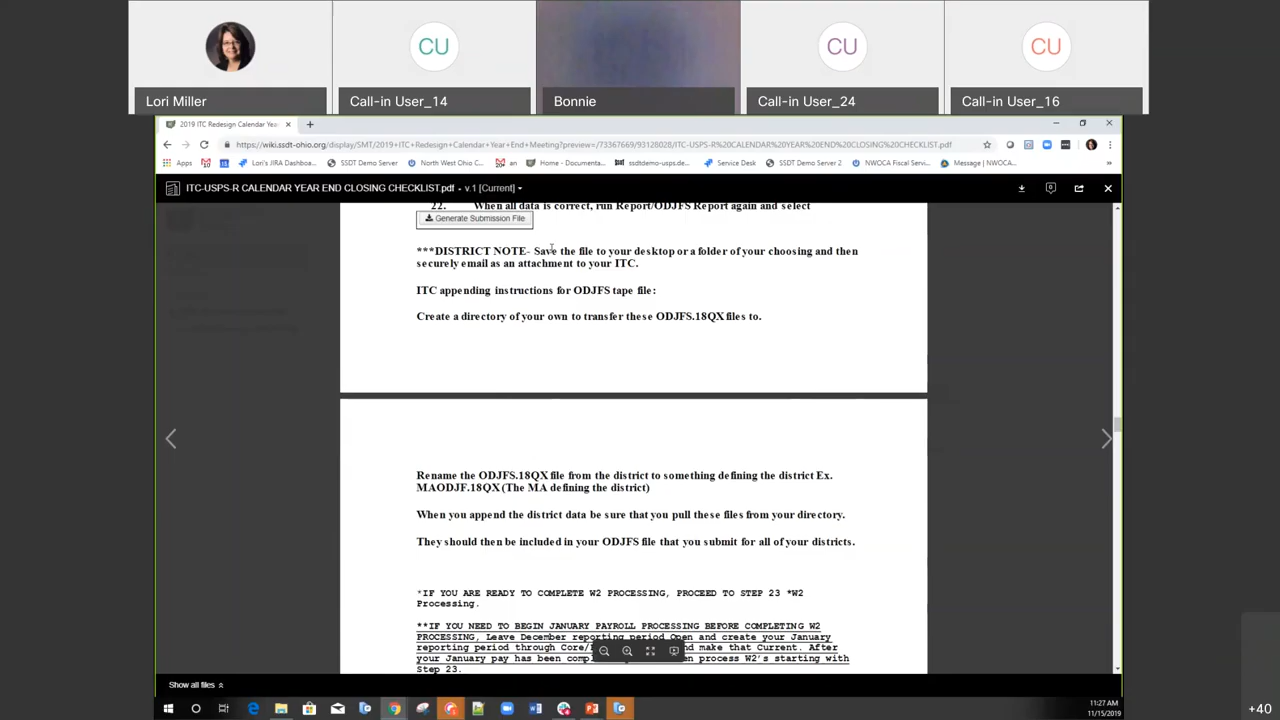 CU
CU
CU
Lori Miller
Call-in User_14
Bonnie
Call-in User_24
Call-in User_16
2019 ITC Redesign Calendar Year
https://wiki.ssdt-ohio.org/display/SMT/2019+ITC+Redesign+Calendar+Year+End+Meeting?preview=/73367669/93128028/ITC-USPS-R%20CALENDAR%20YEAR%20END%20CLOSING%20CHECKLIST.pdf
Apps
Lori's JIRA Dashboa...
SSDT Demo Server
North West Ohio C...
an
Home - Documenta...
ssdtdemo-usps.de...
Service Desk
SSDT Demo Server 2
NWOCA Fiscal Servi...
Message | NWOCA...
ITC-USPS-R CALENDAR YEAR END CLOSING CHECKLIST.pdf - v.1 [Current]
22. When all data is correct, run Report/ODJFS Report again and select
Generate Submission File
***DISTRICT NOTE- Save the file to your desktop or a folder of your choosing and then
securely email as an attachment to your ITC.
ITC appending instructions for ODJFS tape file:
Create a directory of your own to transfer these ODJFS.18QX files to.
Rename the ODJFS.18QX file from the district to something defining the district Ex.
MAODJF.18QX (The MA defining the district)
When you append the district data be sure that you pull these files from your directory.
They should then be included in your ODJFS file that you submit for all of your districts.
*IF YOU ARE READY TO COMPLETE W2 PROCESSING, PROCEED TO STEP 23 *W2
Processing.
**IF YOU NEED TO BEGIN JANUARY PAYROLL PROCESSING BEFORE COMPLETING W2
PROCESSING, Leave December reporting period Open and create your January
reporting period through Core/ nd make that Current. After
your January pay has been compl en process W2's starting with
Step 23.
Show all files
11:27 AM
11/15/2019
+40